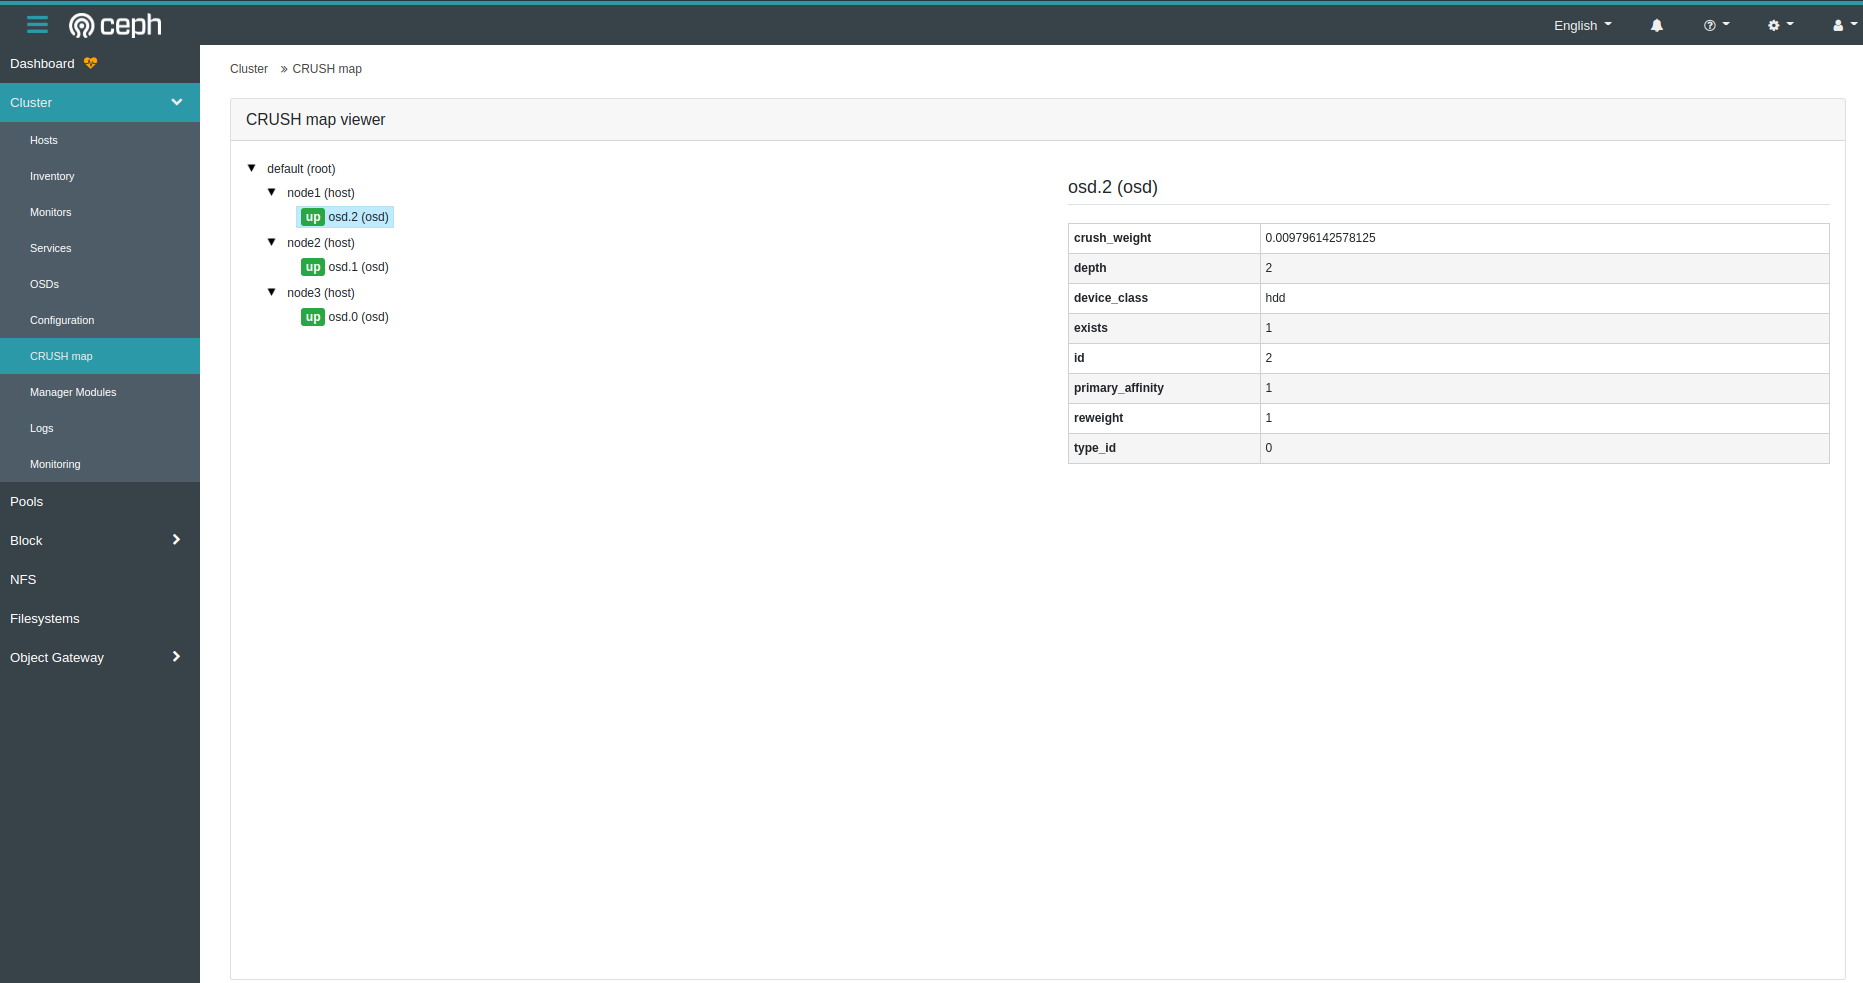 ceph
English
Dashboard
Cluster
Hosts
Inventory
Monitors
Services
OSDs
Configuration
CRUSH map
Manager Modules
Logs
Monitoring
Pools
Block
NFS
Filesystems
Object Gateway
Cluster » CRUSH map
CRUSH map viewer
default (root)
node1 (host)
up osd.2 (osd)
node2 (host)
up osd.1 (osd)
node3 (host)
up osd.0 (osd)
osd.2 (osd)
crush_weight 0.009796142578125
depth 2
device_class hdd
exists 1
id 2
primary_affinity 1
reweight 1
type_id 0